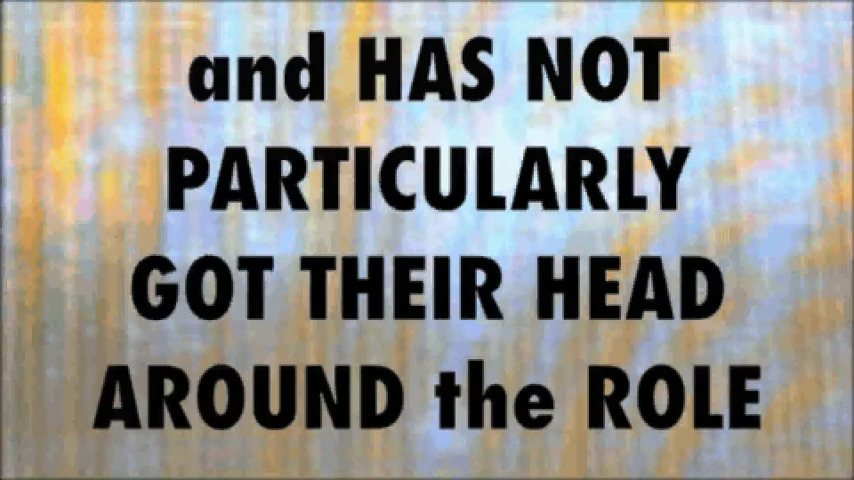 and HAS NOT
PARTICULARLY
GOT THEIR HEAD
AROUND the ROLE